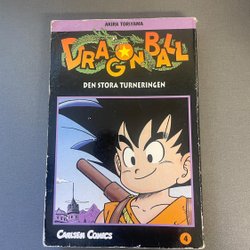 AKIRA TORIYAMA
DRAGON BALL
DEN STORA TURNERINGEN
CARLSEN COMICS
4